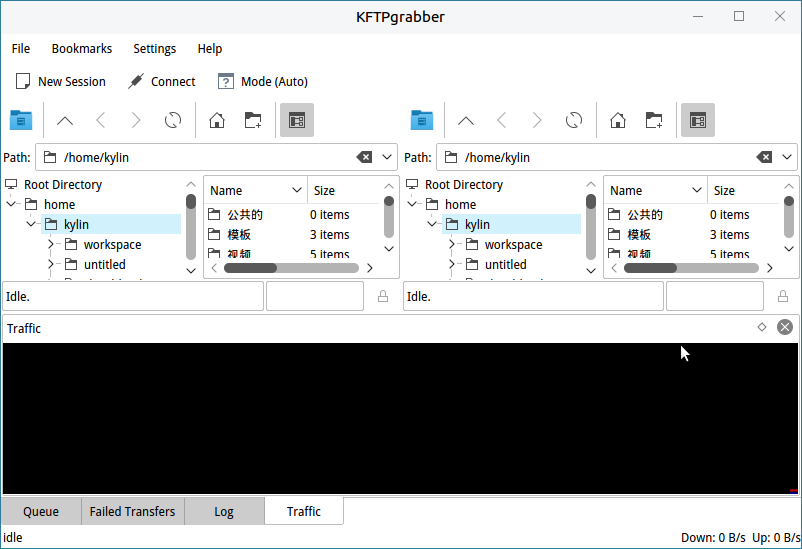 KFTPgrabber
File Bookmarks Settings Help
New Session Connect Mode (Auto)
Path: /home/kylin Path: /home/kylin
Root Directory Name Size Root Directory Name Size
home home
公共的 0 items 公共的 0 items
kylin kylin
模板 3 items 模板 3 items
workspace workspace
视频 5 items 视频 5 items
untitled untitled
Idle. Idle.
Traffic
Queue Failed Transfers Log Traffic
idle Down: 0 B/s Up: 0 B/s